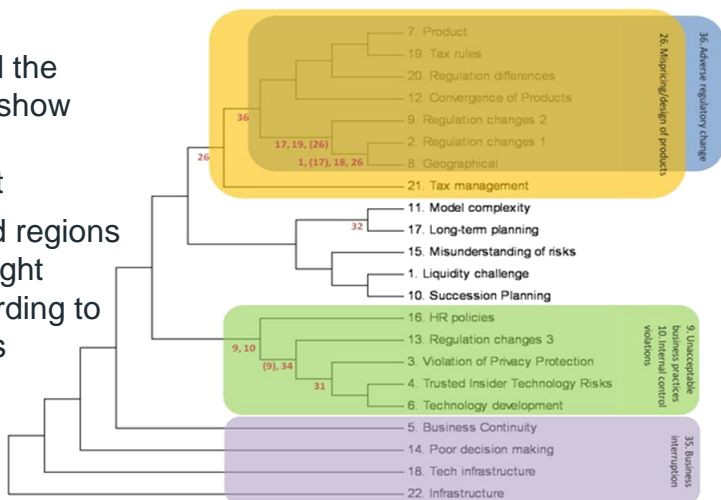 l the
show
t
d regions
ght
rding to
s
7. Product
19. Tax rules
20. Regulation differences
12. Convergence of Products
9. Regulation changes 2
2. Regulation changes 1
8. Geographical
21. Tax management
11. Model complexity
17. Long-term planning
15. Misunderstanding of risks
1. Liquidity challenge
10. Succession Planning
16. HR policies
13. Regulation changes 3
3. Violation of Privacy Protection
4. Trusted Insider Technology Risks
6. Technology development
5. Business Continuity
14. Poor decision making
18. Tech infrastructure
22. Infrastructure
36
17, 19, (26)
1, (17), 18, 26
26
32
9, 10
(9), 34
31
26. Mispricing/design of products
36. Adverse regulatory change
9. Unacceptable
business practices
10. Internal control
violations
35. Business
interruption